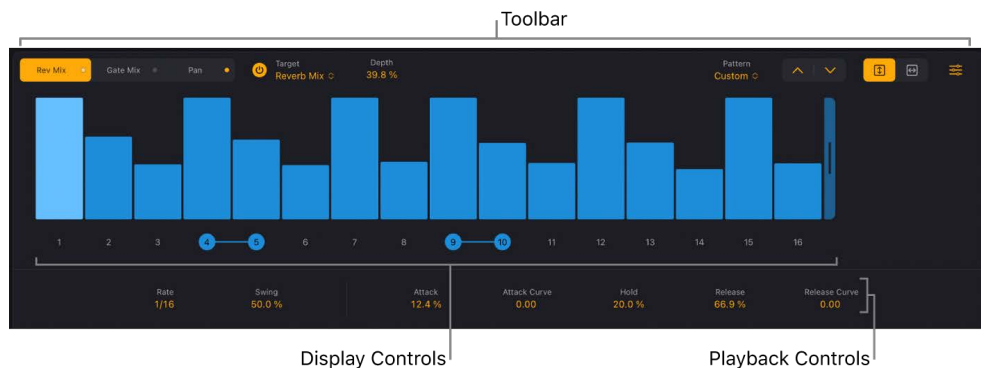 Toolbar
Rev Mix Gate Mix Pan Target Depth Pattern
Reverb Mix 39.8 % Custom
1 2 3 4 5 6 7 8 9 10 11 12 13 14 15 16
Rate Swing Attack Attack Curve Hold Release Release Curve
1/16 50.0 % 12.4 % 0.00 20.0 % 66.9 % 0.00
Display Controls Playback Controls